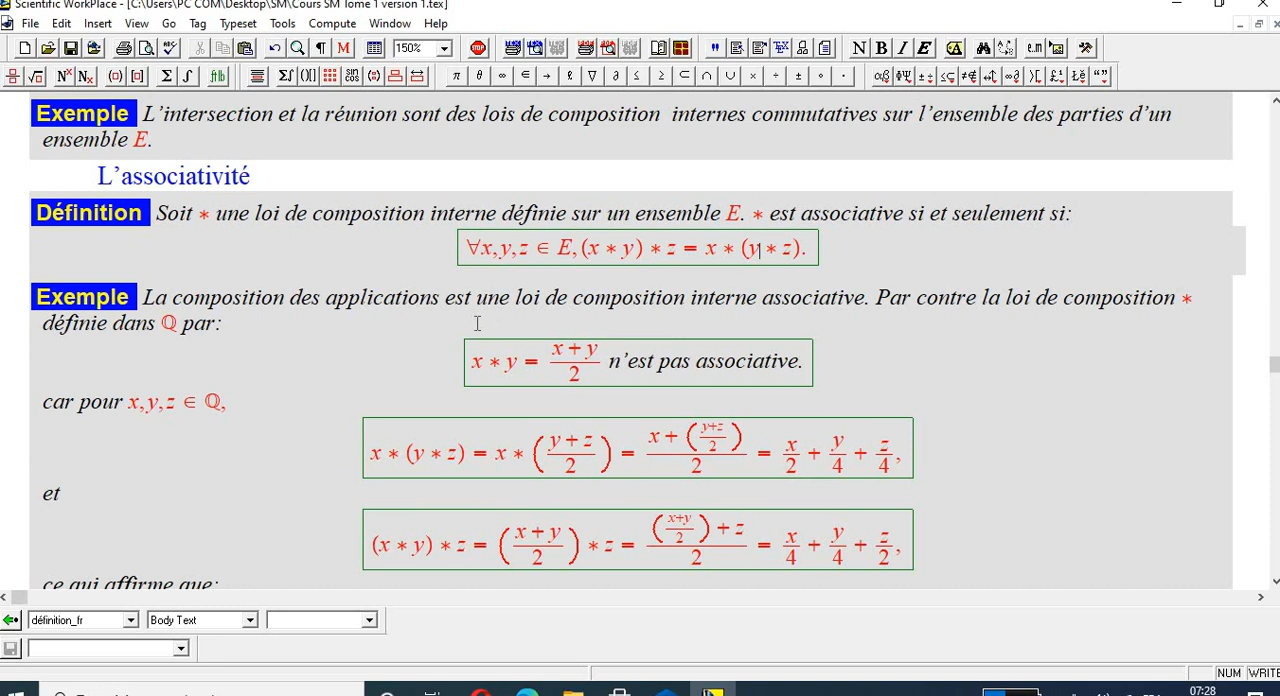 Scientific WorkPlace - [C:\Users\PC COM\Desktop\SM\Cours SM Tome 1 version 1.tex]
File Edit View Insert Go Tag Typeset Tools Compute Window Help
150%
Exemple L'intersection et la réunion sont des lois de composition internes commutatives sur l'ensemble des parties d'un
ensemble E.
L'associativité
Définition Soit * une loi de composition interne définie sur un ensemble E. * est associative si et seulement si:
∀x,y,z ∈ E,(x * y) * z = x * (y * z).
Exemple La composition des applications est une loi de composition interne associative. Par contre la loi de composition *
définie dans ℚ par:
x * y = (x + y)/2 n'est pas associative.
car pour x,y,z ∈ ℚ,
x * (y * z) = x * ((y + z)/2) = (x + ((y+z)/2))/2 = x/2 + y/4 + z/4,
et
(x * y) * z = ((x + y)/2) * z = (((x+y)/2) + z)/2 = x/4 + y/4 + z/2,
ce qui affirme que:
définition_fr Body Text
NUM WRITE
07:28